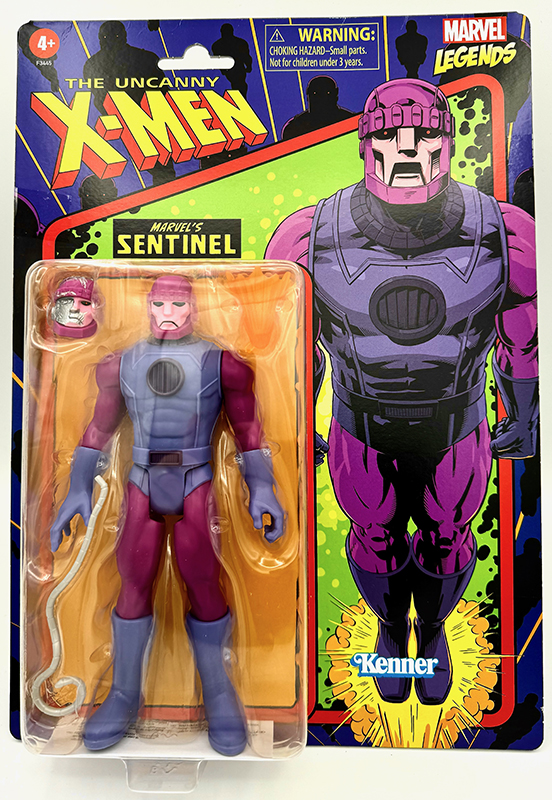 4+
F3445
WARNING:
CHOKING HAZARD–Small parts.
Not for children under 3 years.
MARVEL
LEGENDS
THE UNCANNY
X-MEN
MARVEL'S
SENTINEL
Kenner